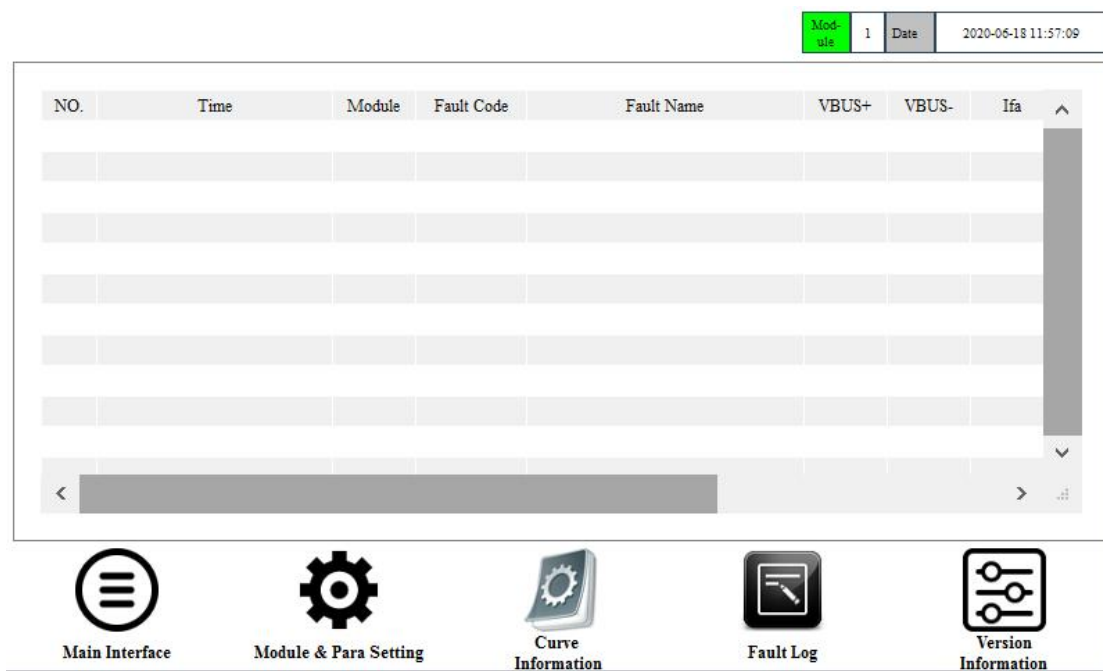 Mod-
ule 1 Date 2020-06-18 11:57:09
NO. Time Module Fault Code Fault Name VBUS+ VBUS- Ifa
Main Interface Module & Para Setting Curve
Information Fault Log Version
Information